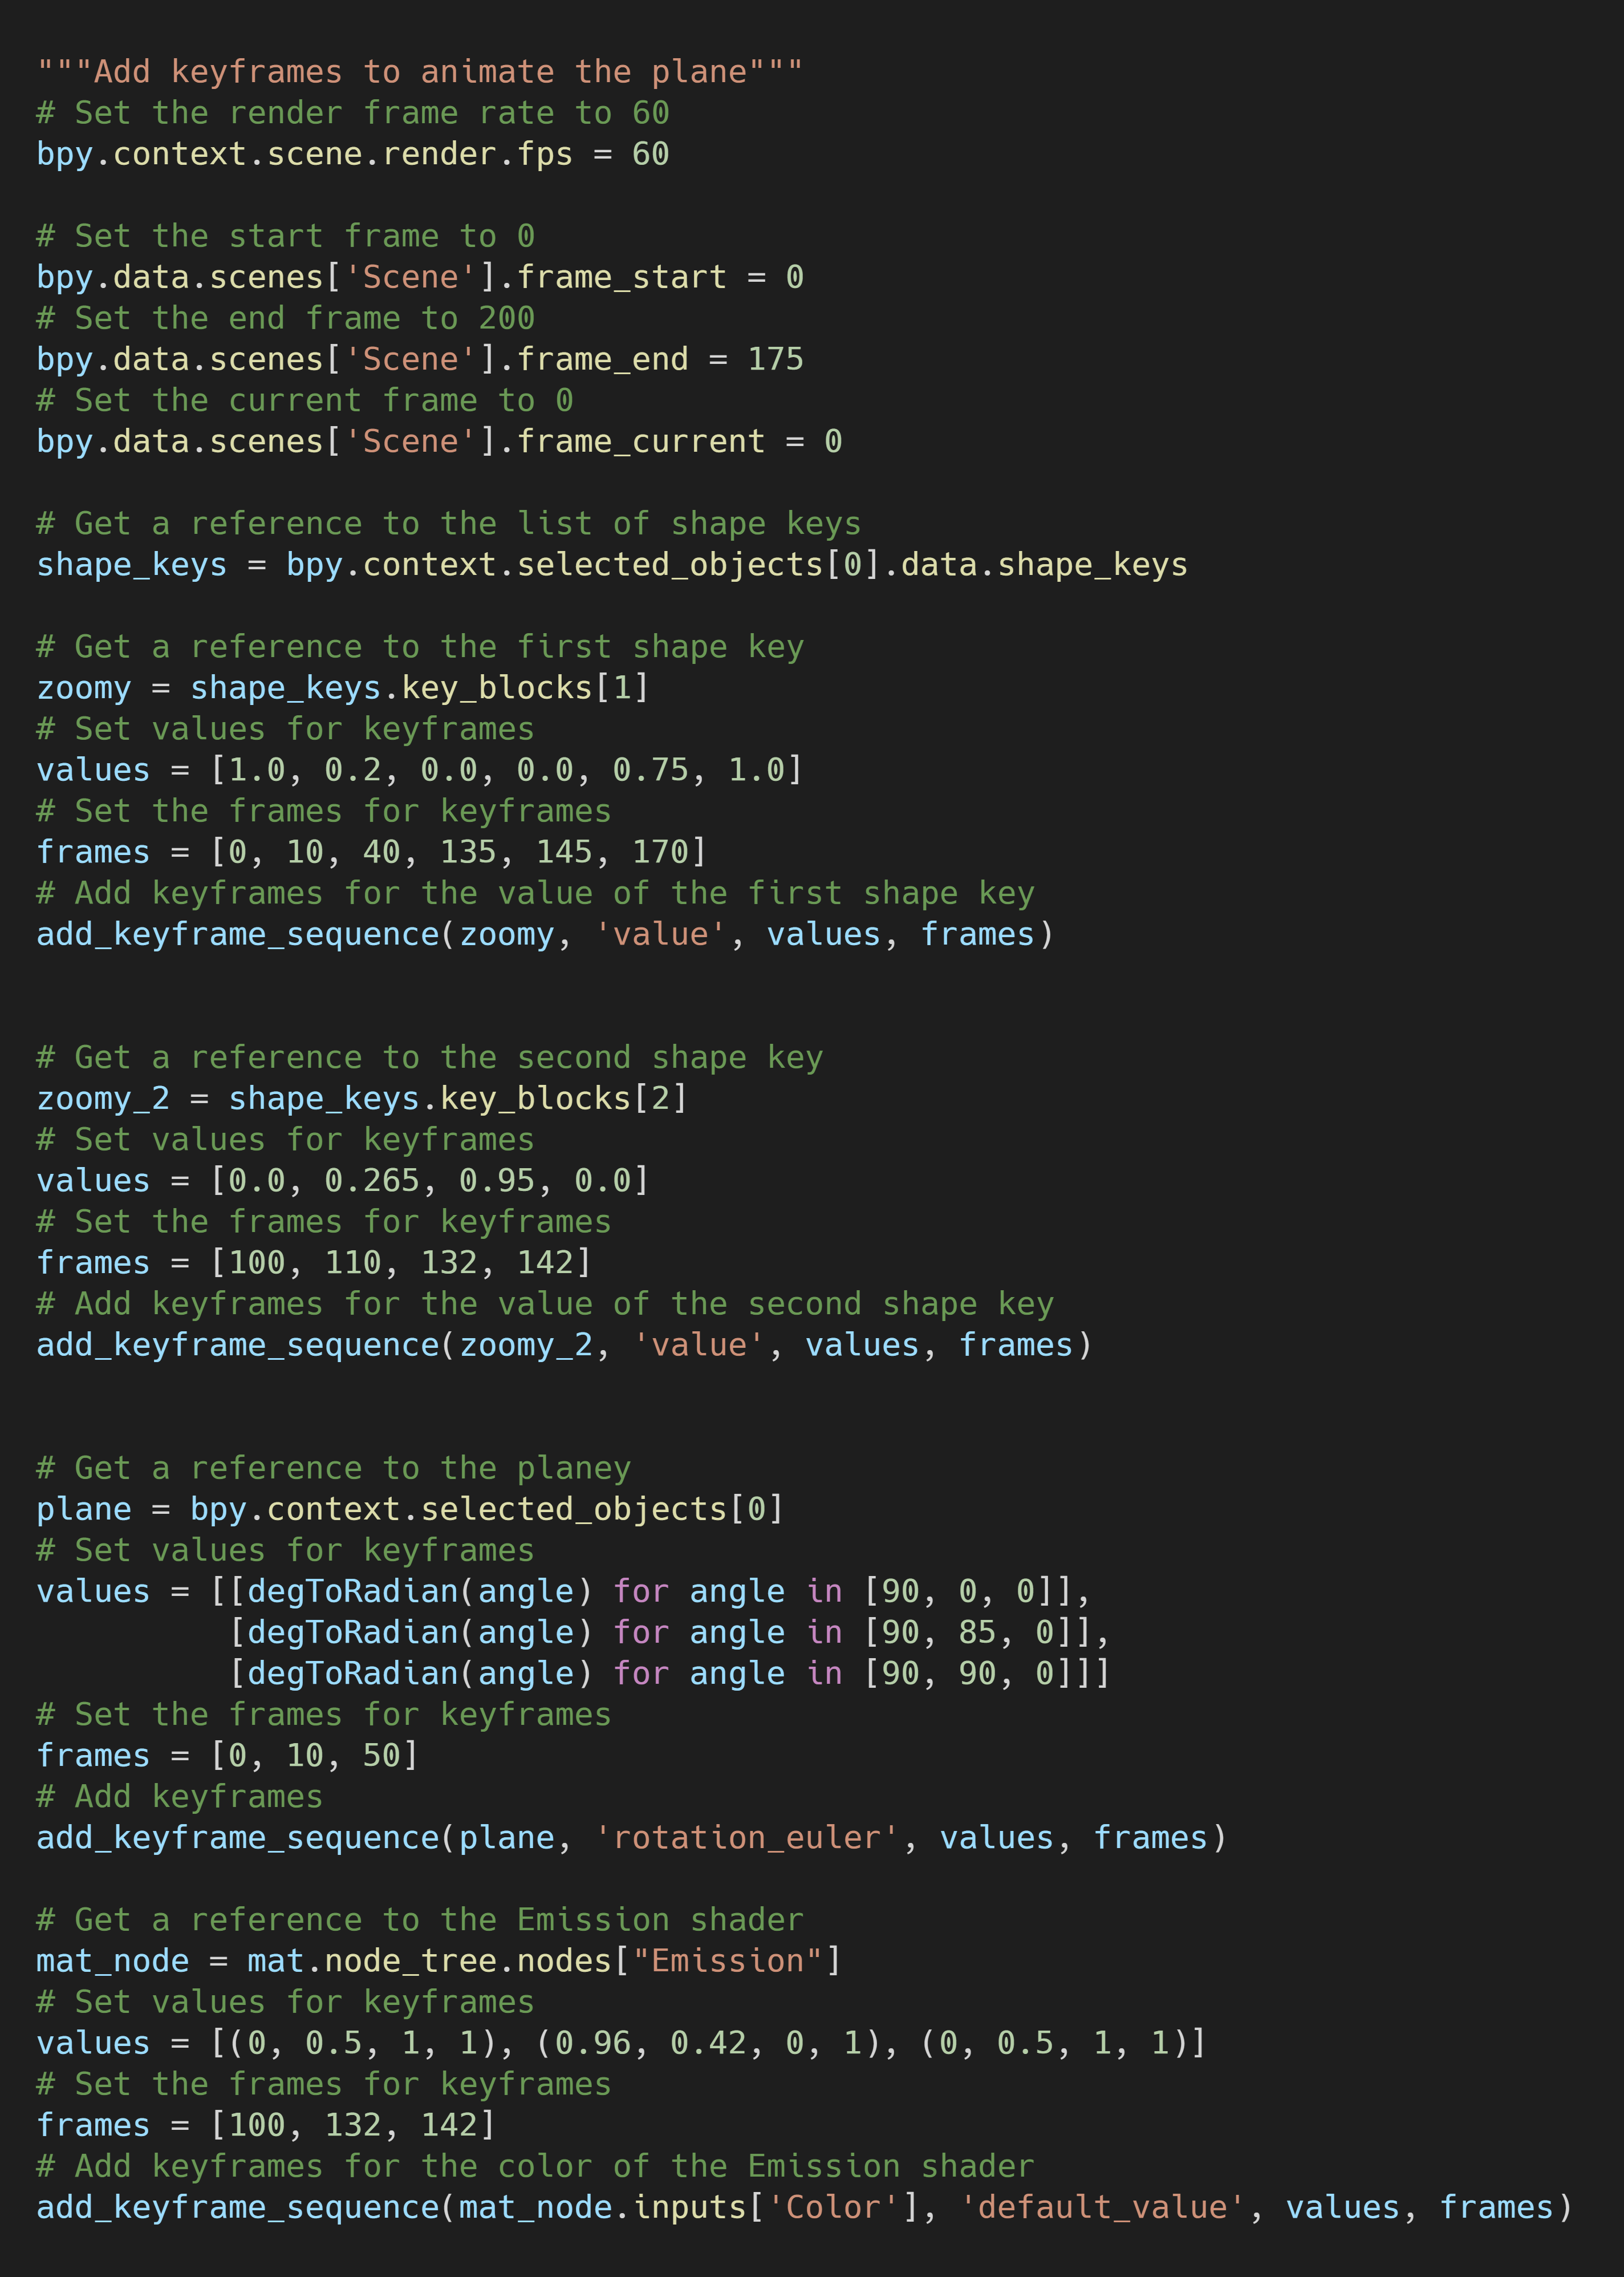 """Add keyframes to animate the plane"""
# Set the render frame rate to 60
bpy.context.scene.render.fps = 60

# Set the start frame to 0
bpy.data.scenes['Scene'].frame_start = 0
# Set the end frame to 200
bpy.data.scenes['Scene'].frame_end = 175
# Set the current frame to 0
bpy.data.scenes['Scene'].frame_current = 0

# Get a reference to the list of shape keys
shape_keys = bpy.context.selected_objects[0].data.shape_keys

# Get a reference to the first shape key
zoomy = shape_keys.key_blocks[1]
# Set values for keyframes
values = [1.0, 0.2, 0.0, 0.0, 0.75, 1.0]
# Set the frames for keyframes
frames = [0, 10, 40, 135, 145, 170]
# Add keyframes for the value of the first shape key
add_keyframe_sequence(zoomy, 'value', values, frames)


# Get a reference to the second shape key
zoomy_2 = shape_keys.key_blocks[2]
# Set values for keyframes
values = [0.0, 0.265, 0.95, 0.0]
# Set the frames for keyframes
frames = [100, 110, 132, 142]
# Add keyframes for the value of the second shape key
add_keyframe_sequence(zoomy_2, 'value', values, frames)


# Get a reference to the planey
plane = bpy.context.selected_objects[0]
# Set values for keyframes
values = [[degToRadian(angle) for angle in [90, 0, 0]],
          [degToRadian(angle) for angle in [90, 85, 0]],
          [degToRadian(angle) for angle in [90, 90, 0]]]
# Set the frames for keyframes
frames = [0, 10, 50]
# Add keyframes
add_keyframe_sequence(plane, 'rotation_euler', values, frames)

# Get a reference to the Emission shader
mat_node = mat.node_tree.nodes["Emission"]
# Set values for keyframes
values = [(0, 0.5, 1, 1), (0.96, 0.42, 0, 1), (0, 0.5, 1, 1)]
# Set the frames for keyframes
frames = [100, 132, 142]
# Add keyframes for the color of the Emission shader
add_keyframe_sequence(mat_node.inputs['Color'], 'default_value', values, frames)